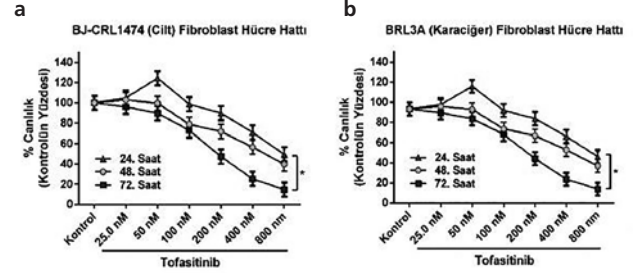 a
BJ-CRL1474 (Cilt) Fibroblast Hücre Hattı
% Canlılık
(Kontrolün Yüzdesi)
140
120
100
80
60
40
20
0
24. Saat
48. Saat
72. Saat
*
Kontrol
25.0 nM
50 nM
100 nM
200 nM
400 nM
800 nm
Tofasitinib
b
BRL3A (Karaciğer) Fibroblast Hücre Hattı
% Canlılık
(Kontrolün Yüzdesi)
140
120
100
80
60
40
20
0
24. Saat
48. Saat
72. Saat
*
Kontrol
25.0 nM
50 nM
100 nM
200 nM
400 nM
800 nm
Tofasitinib